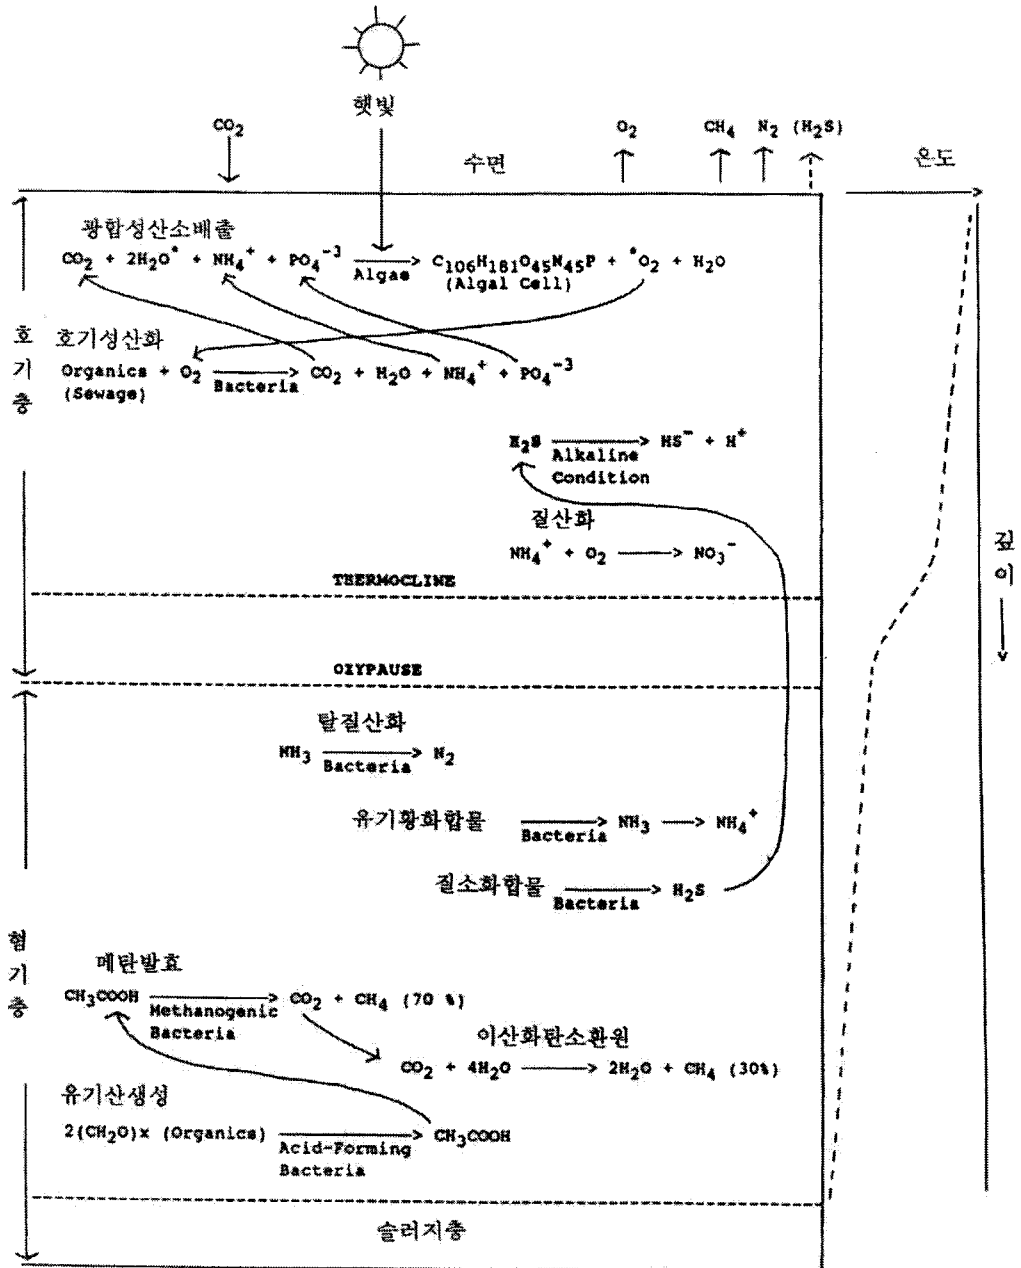 햇빛
CO₂
O₂ CH₄ N₂ (H₂S)
수면
온도
광합성산소배출
CO₂ + 2H₂O* + NH₄⁺ + PO₄⁻³ ⟶ C₁₀₆H₁₈₁O₄₅N₄₅P + *O₂ + H₂O
Algae
(Algal Cell)
호기층
호기성산화
Organics + O₂ ⟶ CO₂ + H₂O + NH₄⁺ + PO₄⁻³
(Sewage)
Bacteria
H₂S ⟶ HS⁻ + H⁺
Alkaline
Condition
질산화
NH₄⁺ + O₂ ⟶ NO₃⁻
깊이
THERMOCLINE
OXYPAUSE
탈질산화
NH₃ ⟶ N₂
Bacteria
유기황화합물 ⟶ NH₃ ⟶ NH₄⁺
Bacteria
질소화합물 ⟶ H₂S
Bacteria
혐기층
메탄발효
CH₃COOH ⟶ CO₂ + CH₄ (70 %)
Methanogenic
Bacteria
이산화탄소환원
CO₂ + 4H₂O ⟶ 2H₂O + CH₄ (30%)
유기산생성
2(CH₂O)x (Organics) ⟶ CH₃COOH
Acid-Forming
Bacteria
슬러지층